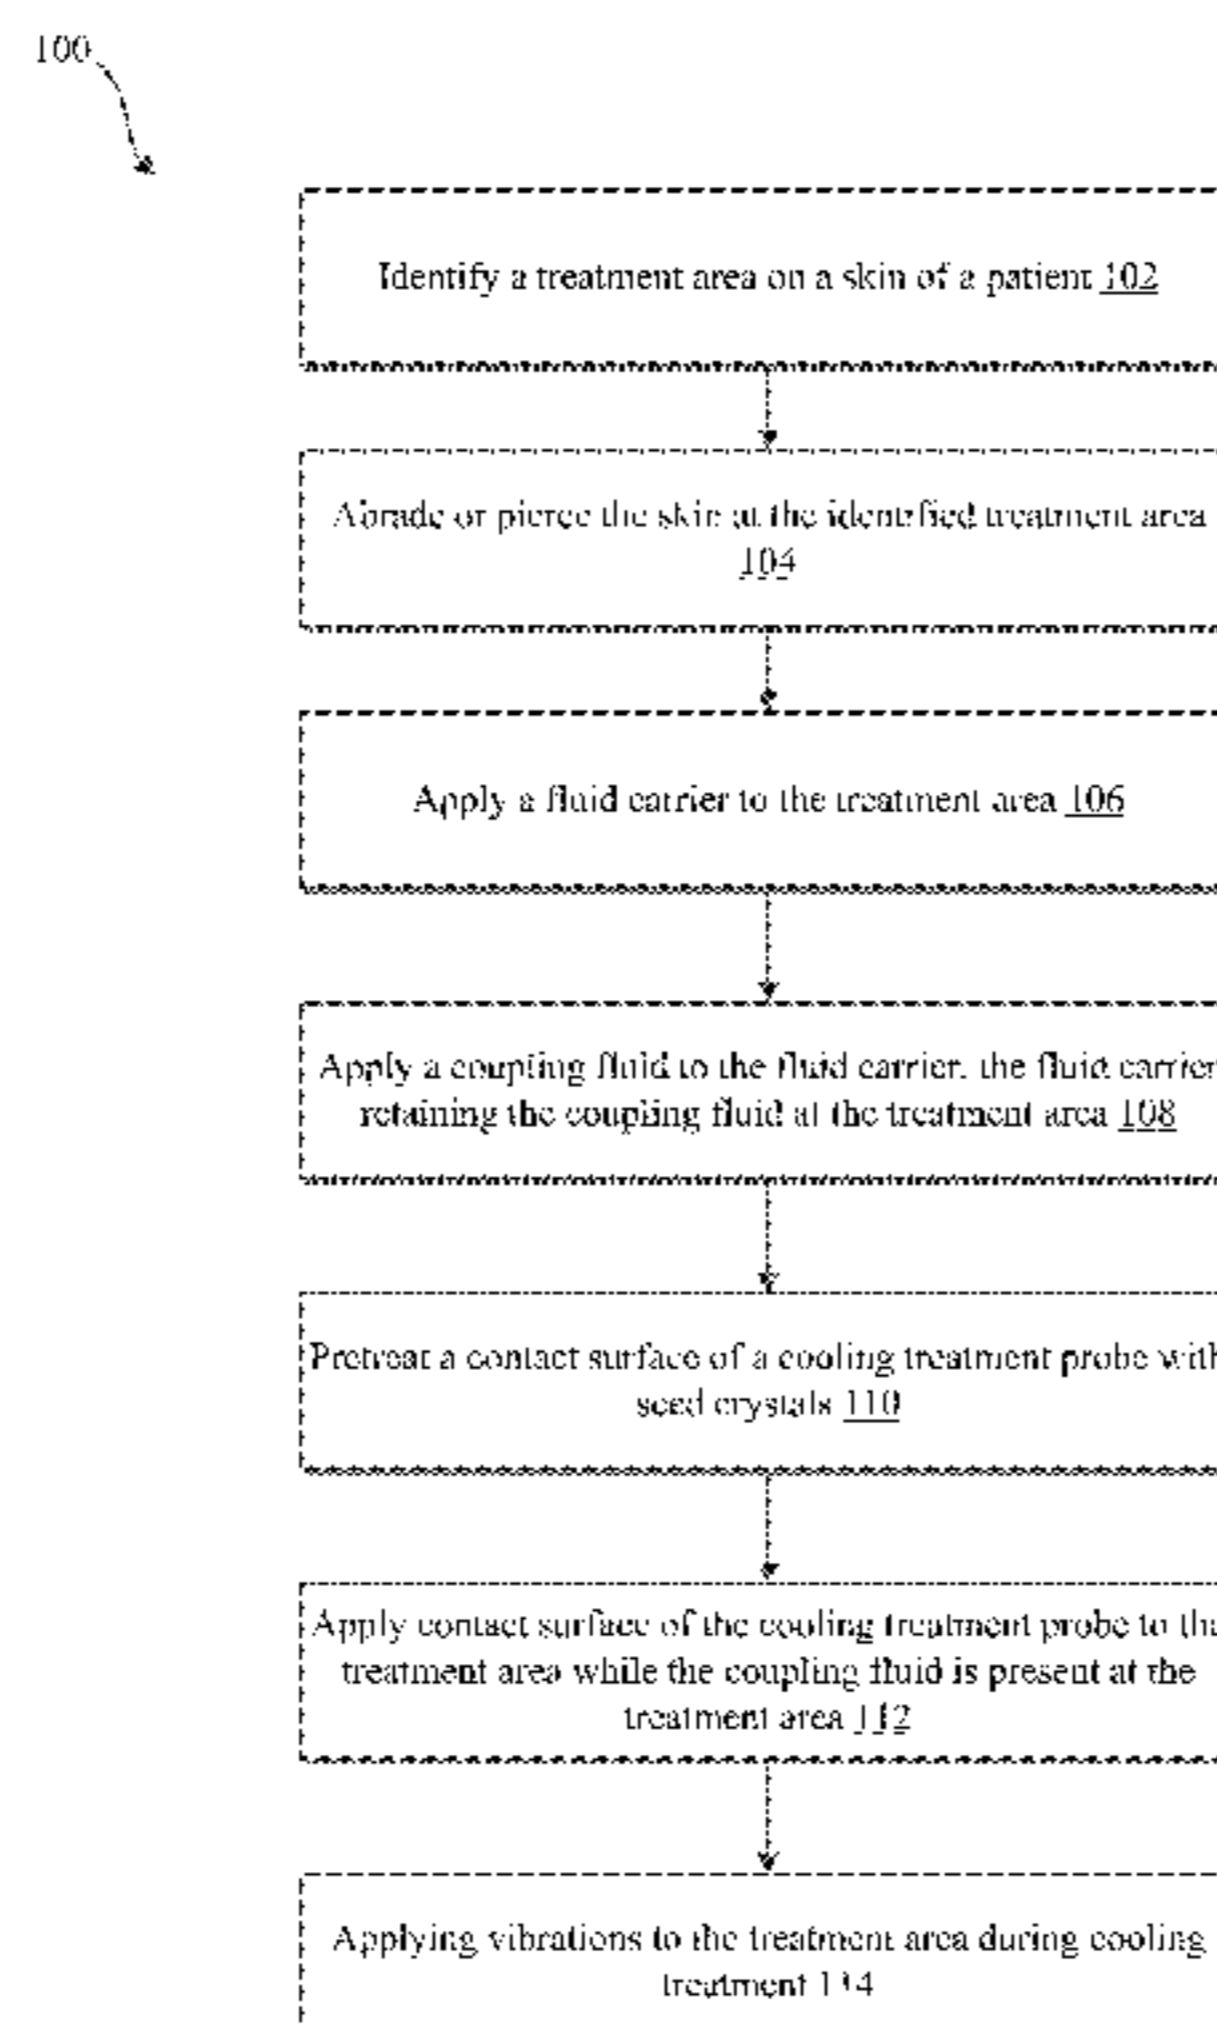 100
Identify a treatment area on a skin of a patient 102
Abrade or pierce the skin at the identified treatment area
104
Apply a fluid carrier to the treatment area 106
Apply a coupling fluid to the fluid carrier, the fluid carrier
retaining the coupling fluid at the treatment area 108
Pretreat a contact surface of a cooling treatment probe with
seed crystals 110
Apply contact surface of the cooling treatment probe to the
treatment area while the coupling fluid is present at the
treatment area 112
Applying vibrations to the treatment area during cooling
treatment 114